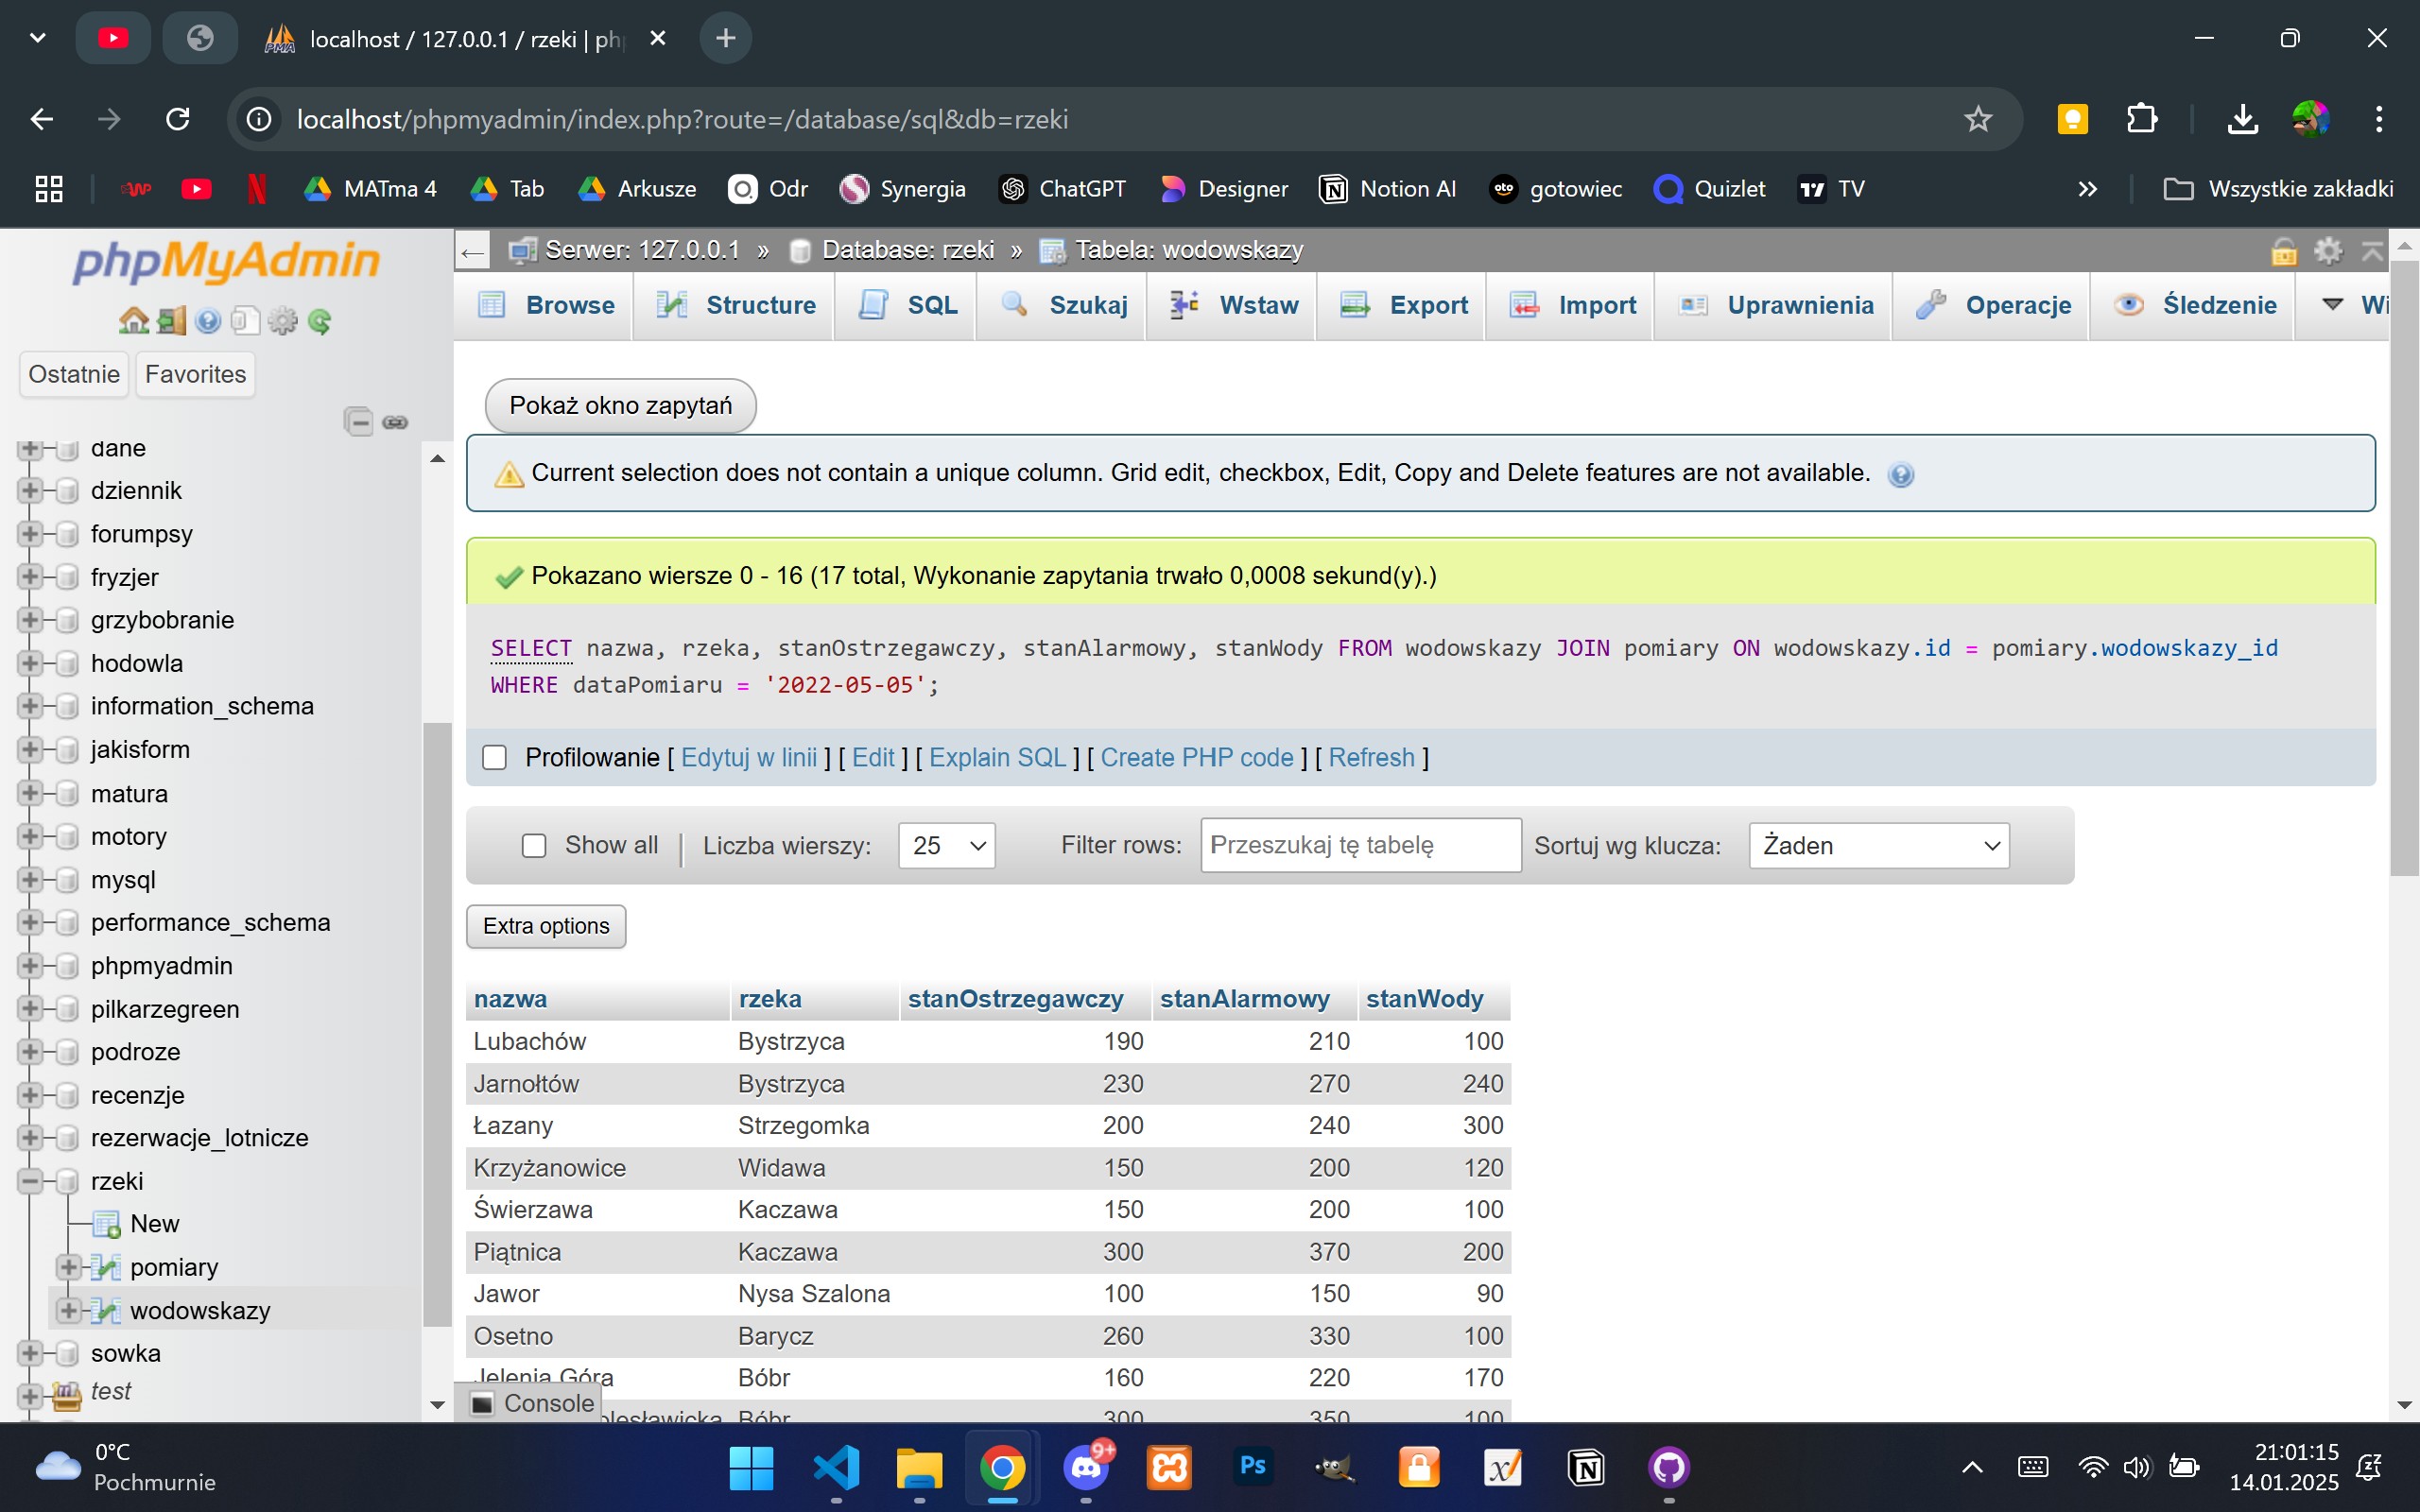 localhost / 127.0.0.1 / rzeki | ph
localhost/phpmyadmin/index.php?route=/database/sql&db=rzeki
WP
MATma 4
Tab
Arkusze
Odr
Synergia
ChatGPT
Designer
Notion AI
gotowiec
Quizlet
TV
Wszystkie zakładki
phpMyAdmin
Ostatnie
Favorites
dane
dziennik
forumpsy
fryzjer
grzybobranie
hodowla
information_schema
jakisform
matura
motory
mysql
performance_schema
phpmyadmin
pilkarzegreen
podroze
recenzje
rezerwacje_lotnicze
rzeki
New
pomiary
wodowskazy
sowka
test
Serwer: 127.0.0.1 » Database: rzeki » Tabela: wodowskazy
Browse
Structure
SQL
Szukaj
Wstaw
Export
Import
Uprawnienia
Operacje
Śledzenie
Wi
Pokaż okno zapytań
Current selection does not contain a unique column. Grid edit, checkbox, Edit, Copy and Delete features are not available.
Pokazano wiersze 0 - 16 (17 total, Wykonanie zapytania trwało 0,0008 sekund(y).)
SELECT nazwa, rzeka, stanOstrzegawczy, stanAlarmowy, stanWody FROM wodowskazy JOIN pomiary ON wodowskazy.id = pomiary.wodowskazy_id
WHERE dataPomiaru = '2022-05-05';
Profilowanie [ Edytuj w linii ] [ Edit ] [ Explain SQL ] [ Create PHP code ] [ Refresh ]
Show all | Liczba wierszy: 25 Filter rows: Przeszukaj tę tabelę Sortuj wg klucza: Żaden
Extra options
nazwa rzeka stanOstrzegawczy stanAlarmowy stanWody
Lubachów Bystrzyca 190 210 100
Jarnołtów Bystrzyca 230 270 240
Łazany Strzegomka 200 240 300
Krzyżanowice Widawa 150 200 120
Świerzawa Kaczawa 150 200 100
Piątnica Kaczawa 300 370 200
Jawor Nysa Szalona 100 150 90
Osetno Barycz 260 330 100
Jelenia Góra Bóbr 160 220 170
olesławicka Bóbr 300 350 100
Console
0°C
Pochmurnie
9+
Ps
21:01:15
14.01.2025